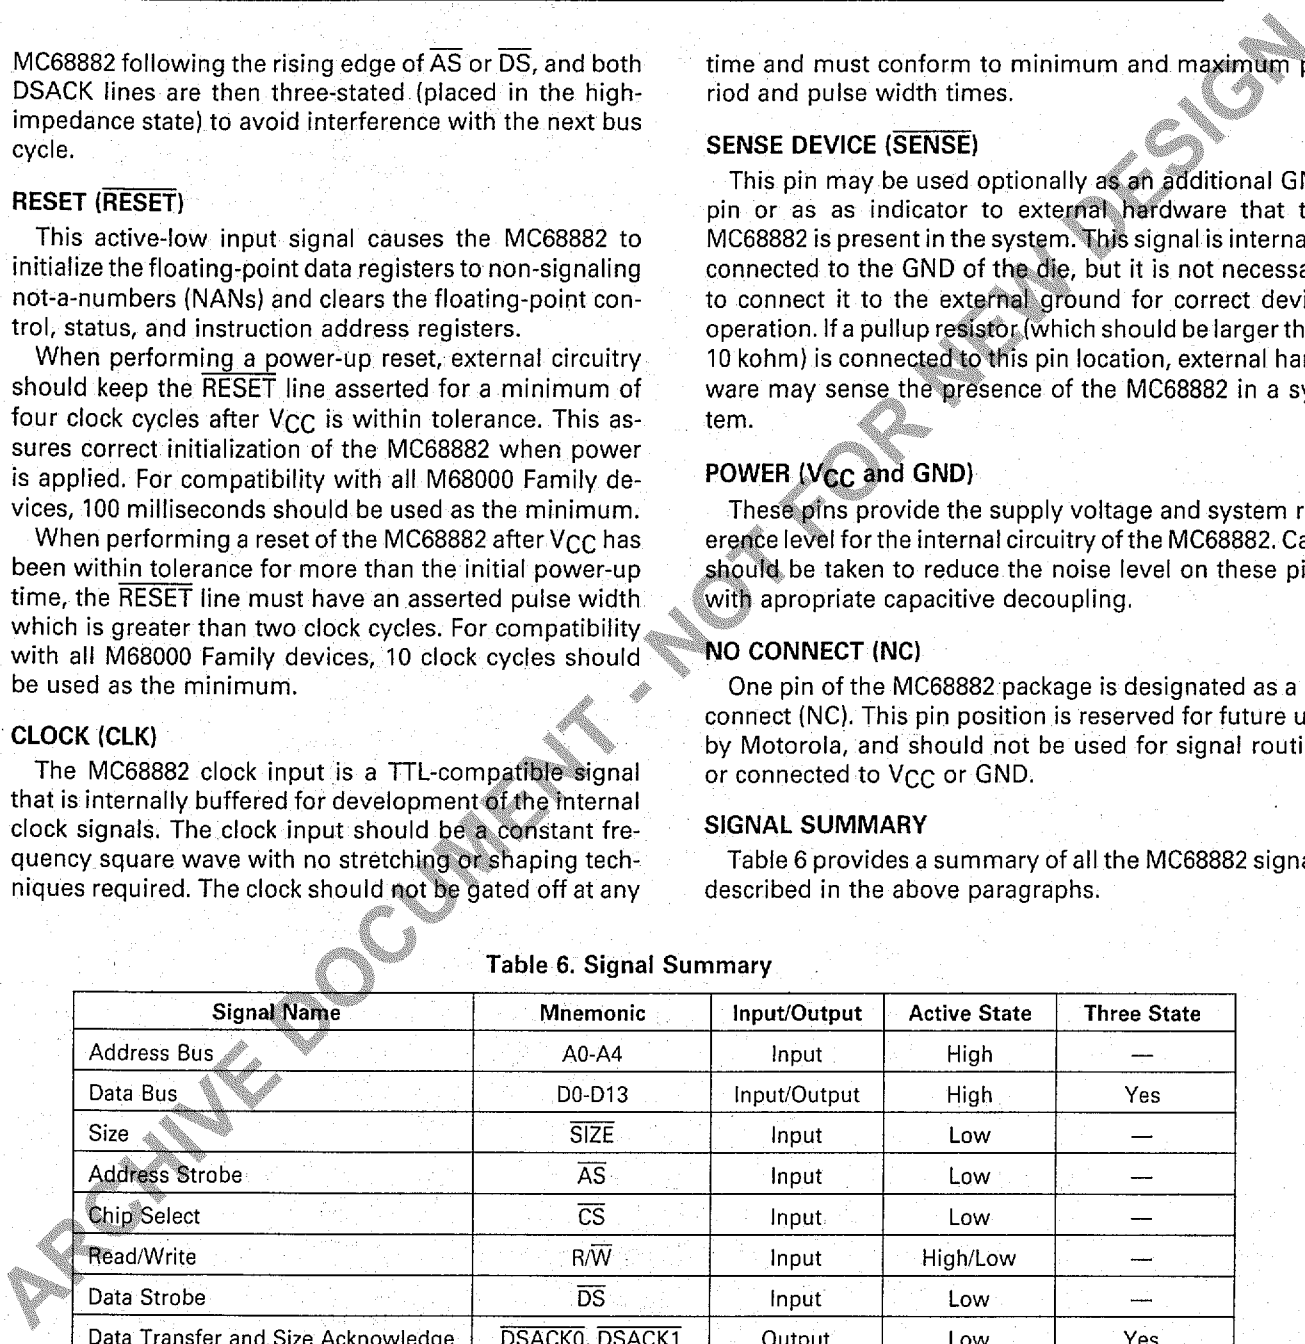 MC68882 following the rising edge of AS or DS, and both
DSACK lines are then three-stated (placed in the high-
impedance state) to avoid interference with the next bus
cycle.
RESET (RESET)
This active-low input signal causes the MC68882 to
initialize the floating-point data registers to non-signaling
not-a-numbers (NANs) and clears the floating-point con-
trol, status, and instruction address registers.
When performing a power-up reset, external circuitry
should keep the RESET line asserted for a minimum of
four clock cycles after VCC is within tolerance. This as-
sures correct initialization of the MC68882 when power
is applied. For compatibility with all M68000 Family de-
vices, 100 milliseconds should be used as the minimum.
When performing a reset of the MC68882 after VCC has
been within tolerance for more than the initial power-up
time, the RESET line must have an asserted pulse width
which is greater than two clock cycles. For compatibility
with all M68000 Family devices, 10 clock cycles should
be used as the minimum.
CLOCK (CLK)
The MC68882 clock input is a TTL-compatible signal
that is internally buffered for development of the internal
clock signals. The clock input should be a constant fre-
quency square wave with no stretching or shaping tech-
niques required. The clock should not be gated off at any
time and must conform to minimum and maximum p
riod and pulse width times.
SENSE DEVICE (SENSE)
This pin may be used optionally as an additional GN
pin or as as indicator to external hardware that t
MC68882 is present in the system. This signal is interna
connected to the GND of the die, but it is not necessa
to connect it to the external ground for correct devi
operation. If a pullup resistor (which should be larger th
10 kohm) is connected to this pin location, external har
ware may sense the presence of the MC68882 in a sy
tem.
POWER (VCC and GND)
These pins provide the supply voltage and system r
erence level for the internal circuitry of the MC68882. Ca
should be taken to reduce the noise level on these pi
with apropriate capacitive decoupling.
NO CONNECT (NC)
One pin of the MC68882 package is designated as a
connect (NC). This pin position is reserved for future u
by Motorola, and should not be used for signal routi
or connected to VCC or GND.
SIGNAL SUMMARY
Table 6 provides a summary of all the MC68882 signa
described in the above paragraphs.
Table 6. Signal Summary
Signal Name Mnemonic Input/Output Active State Three State
Address Bus A0-A4 Input High —
Data Bus D0-D13 Input/Output High Yes
Size SIZE Input Low —
Address Strobe AS Input Low —
Chip Select CS Input Low —
Read/Write R/W Input High/Low —
Data Strobe DS Input Low —
Data Transfer and Size Acknowledge DSACK0, DSACK1 Output Low Yes
ARCHIVE DOCUMENT - NOT FOR NEW DESIGN